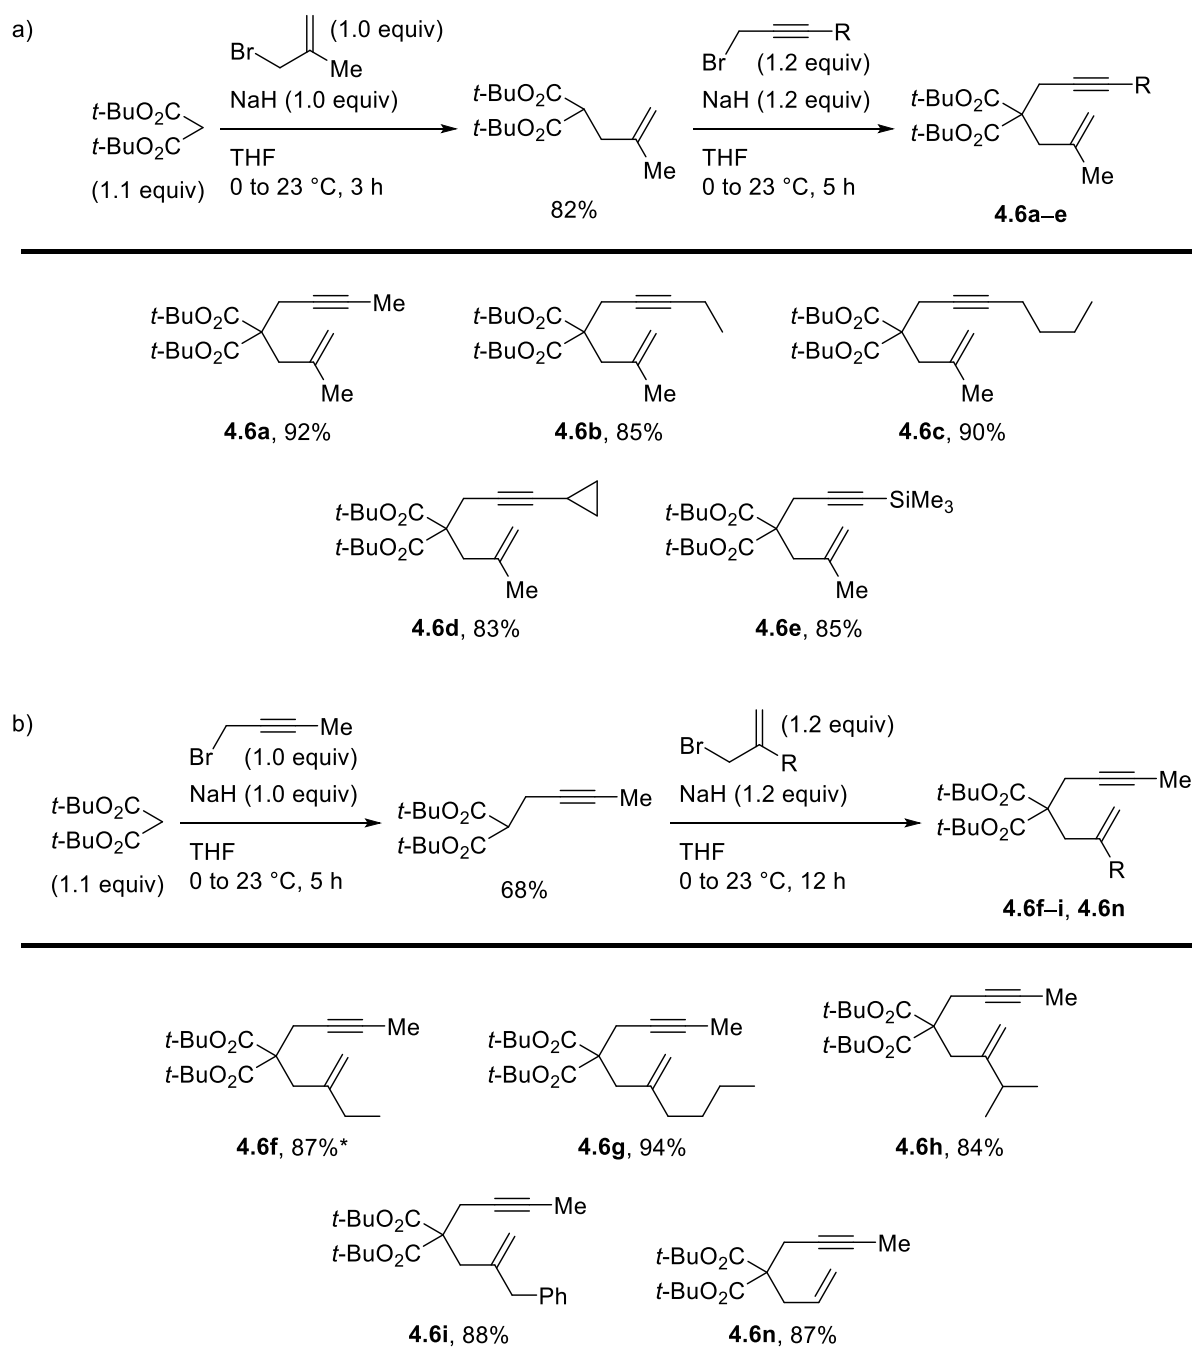 a)
Br
(1.0 equiv)
Me
NaH (1.0 equiv)
THF
0 to 23 °C, 3 h
t-BuO2C
t-BuO2C
(1.1 equiv)
t-BuO2C
t-BuO2C
Me
82%
R
Br
(1.2 equiv)
NaH (1.2 equiv)
THF
0 to 23 °C, 5 h
t-BuO2C
t-BuO2C
R
Me
4.6a–e
t-BuO2C
t-BuO2C
Me
Me
4.6a, 92%
t-BuO2C
t-BuO2C
Me
4.6b, 85%
t-BuO2C
t-BuO2C
Me
4.6c, 90%
t-BuO2C
t-BuO2C
Me
4.6d, 83%
t-BuO2C
t-BuO2C
SiMe3
Me
4.6e, 85%
b)
Me
Br
(1.0 equiv)
NaH (1.0 equiv)
THF
0 to 23 °C, 5 h
t-BuO2C
t-BuO2C
(1.1 equiv)
t-BuO2C
t-BuO2C
Me
68%
Br
(1.2 equiv)
R
NaH (1.2 equiv)
THF
0 to 23 °C, 12 h
t-BuO2C
t-BuO2C
Me
R
4.6f–i, 4.6n
t-BuO2C
t-BuO2C
Me
4.6f, 87%*
t-BuO2C
t-BuO2C
Me
4.6g, 94%
t-BuO2C
t-BuO2C
Me
4.6h, 84%
t-BuO2C
t-BuO2C
Me
Ph
4.6i, 88%
t-BuO2C
t-BuO2C
Me
4.6n, 87%